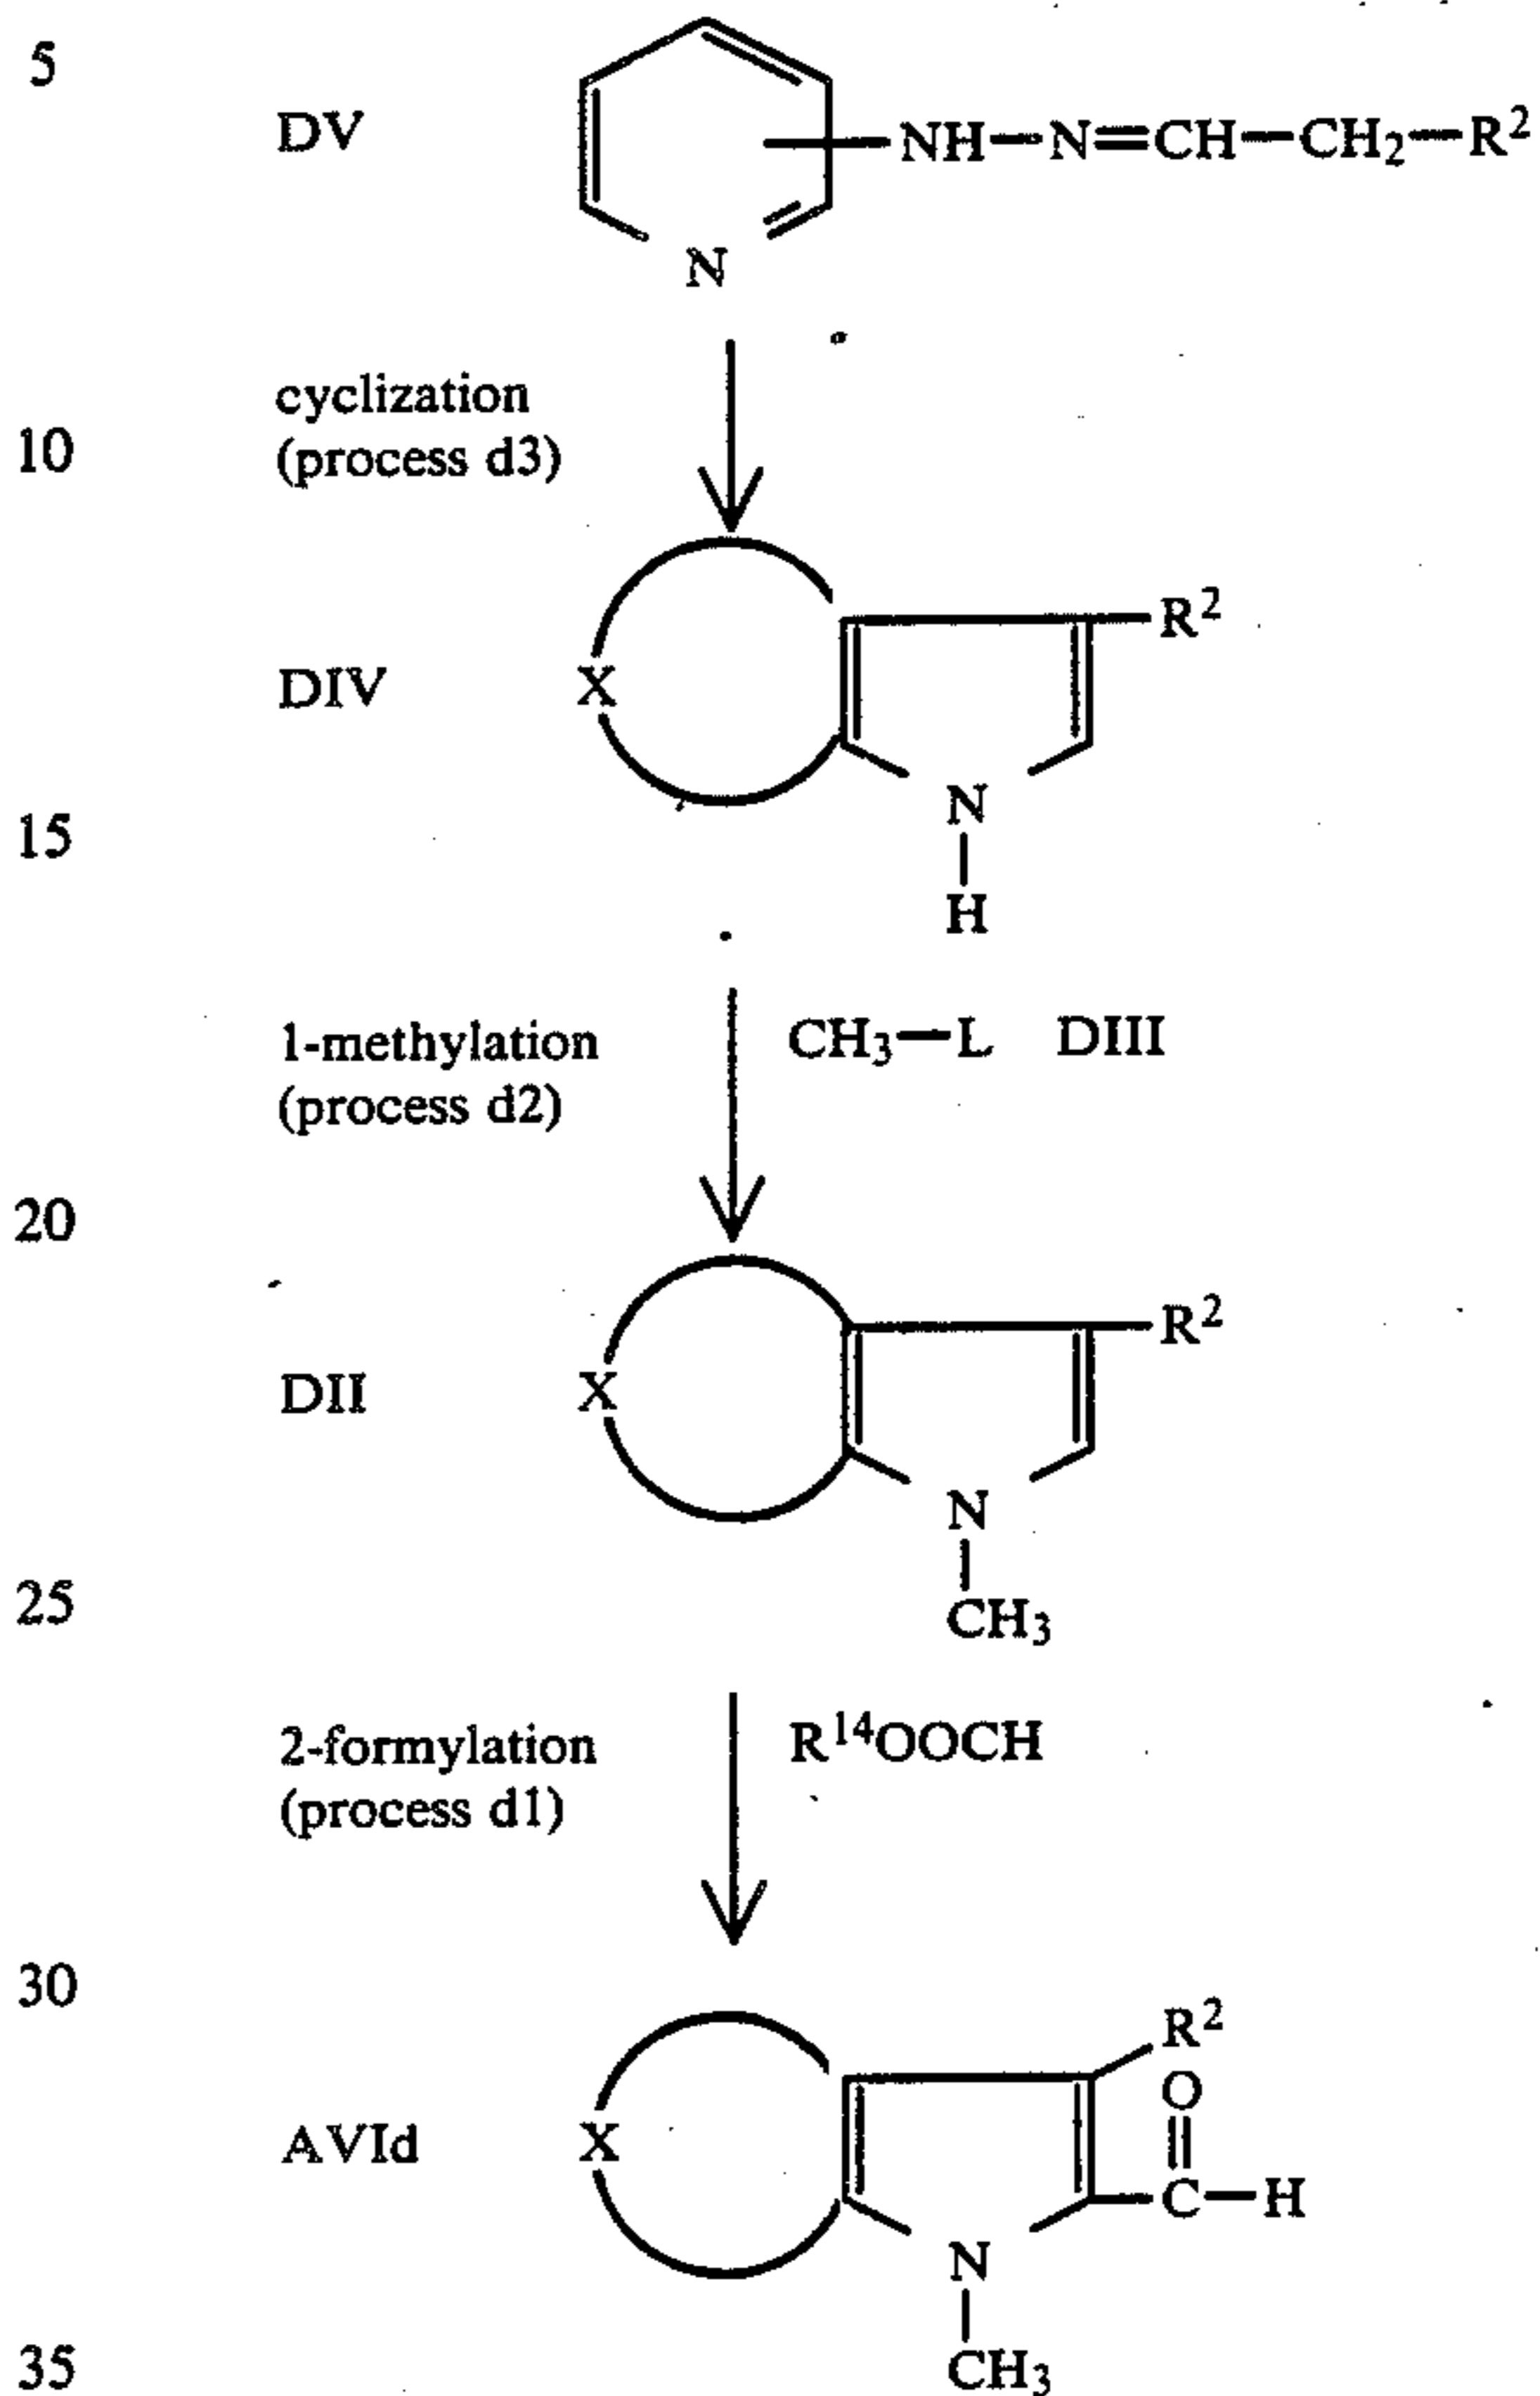 5
DV
NH—N=CH—CH₂—R²
N
cyclization
10
(process d3)
R²
DIV
X
N
15
H
1-methylation
CH₃—L DIII
(process d2)
20
R²
DII
X
N
25
CH₃
2-formylation
R¹⁴OOCH
(process d1)
30
R²
O
AVId
X
C—H
N
35
CH₃